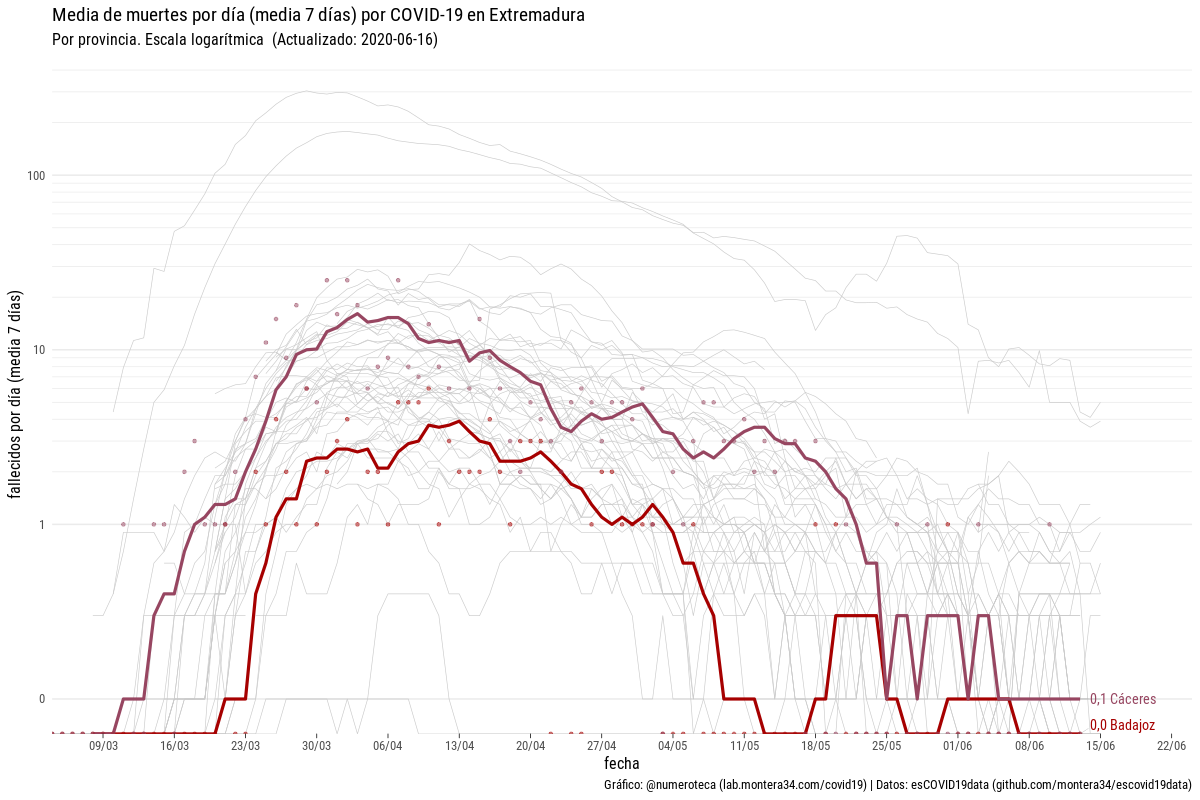 Media de muertes por día (media 7 días) por COVID-19 en Extremadura
Por provincia. Escala logarítmica  (Actualizado: 2020-06-16)
fallecidos por día (media 7 días)
100
10
1
0
0,1 Cáceres
0,0 Badajoz
09/03 16/03 23/03 30/03 06/04 13/04 20/04 27/04 04/05 11/05 18/05 25/05 01/06 08/06 15/06 22/06
fecha
Gráfico: @numeroteca (lab.montera34.com/covid19) | Datos: esCOVID19data (github.com/montera34/escovid19data)